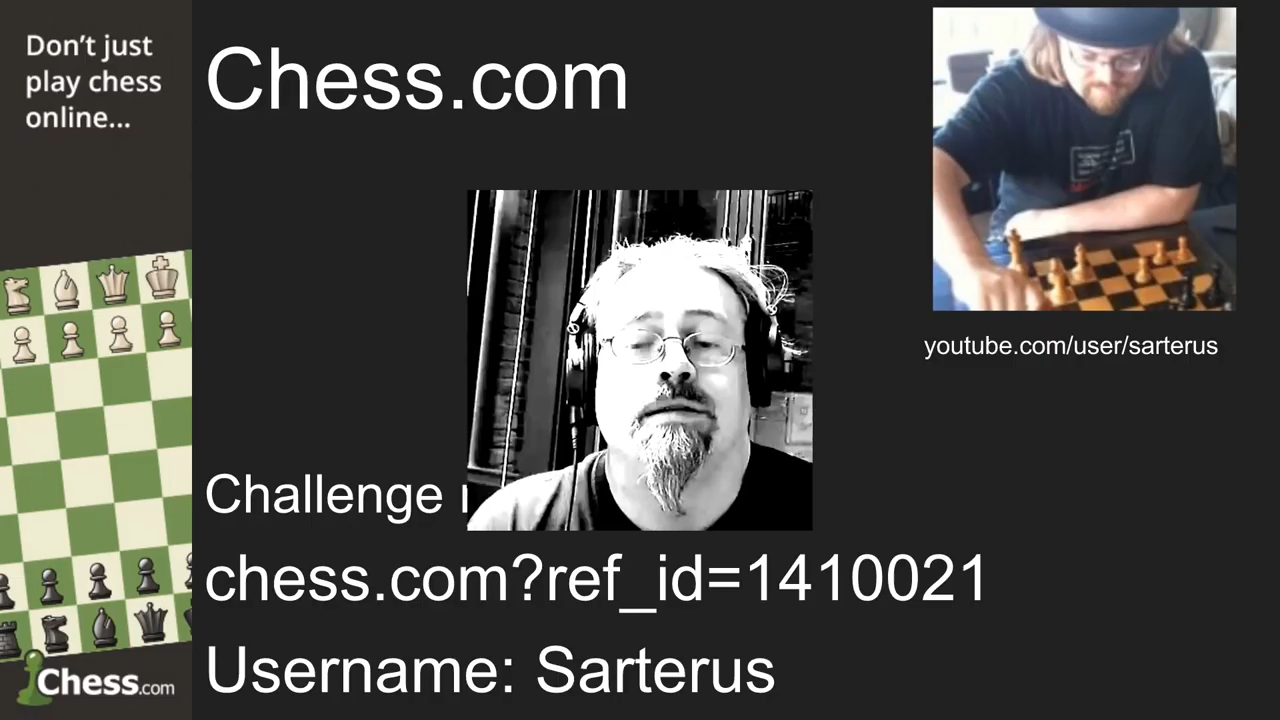 Don't just
play chess
online...
Chess.com
youtube.com/user/sarterus
Challenge
chess.com?ref_id=1410021
Username: Sarterus
Chess.com